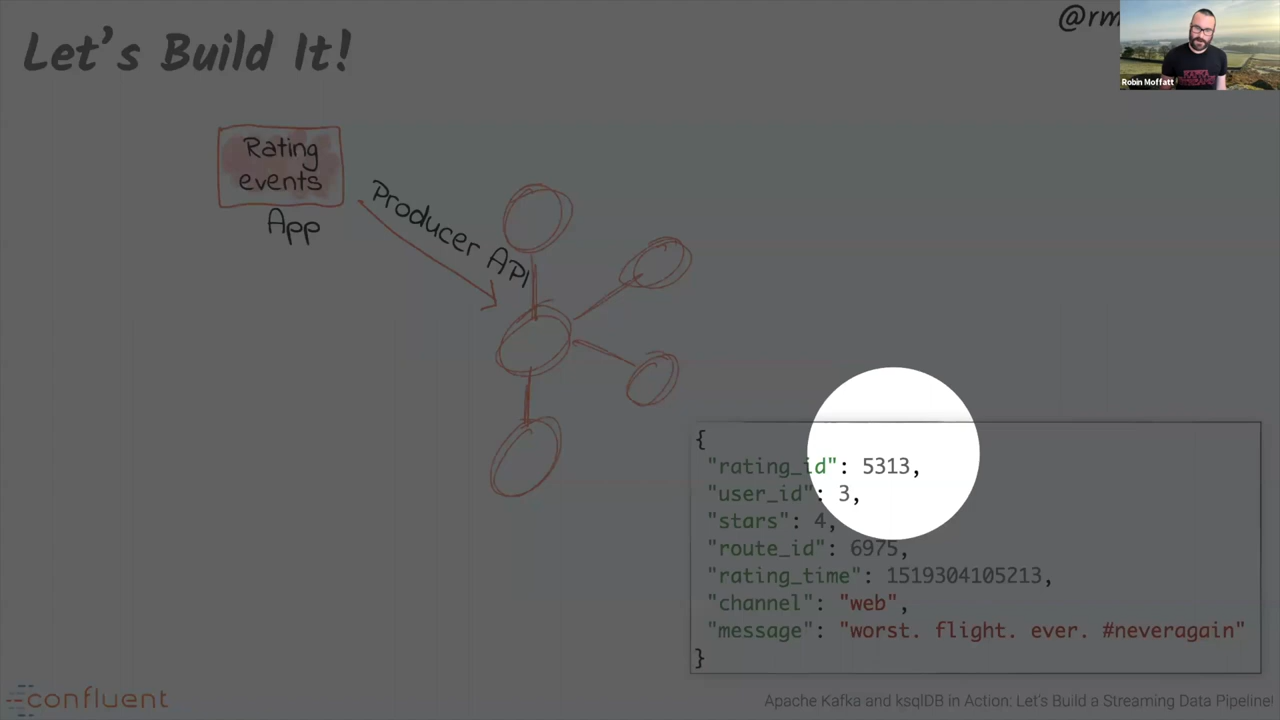 Let's Build It!
@rm
Robin Moffatt
Rating
events
App
Producer API
{
"rating_id": 5313,
"user_id": 3,
"stars": 4,
"route_id": 6975,
"rating_time": 1519304105213,
"channel": "web",
"message": "worst. flight. ever. #neveragain"
}
confluent
Apache Kafka and ksqlDB in Action: Let's Build a Streaming Data Pipeline!